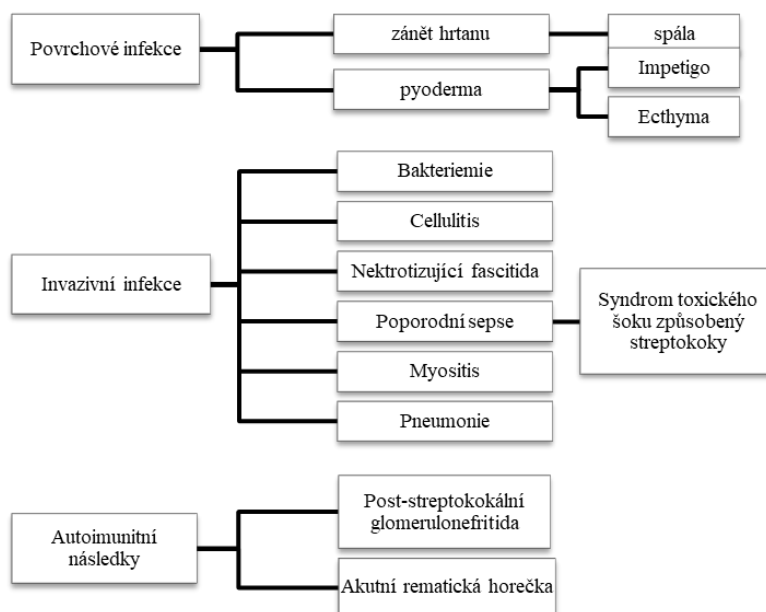 Povrchové infekce
zánět hrtanu
spála
pyoderma
Impetigo
Ecthyma
Invazivní infekce
Bakteriemie
Cellulitis
Nektrotizující fascitida
Poporodní sepse
Syndrom toxického
šoku způsobený
streptokoky
Myositis
Pneumonie
Autoimunitní
následky
Post-streptokokální
glomerulonefritida
Akutní rematická horečka